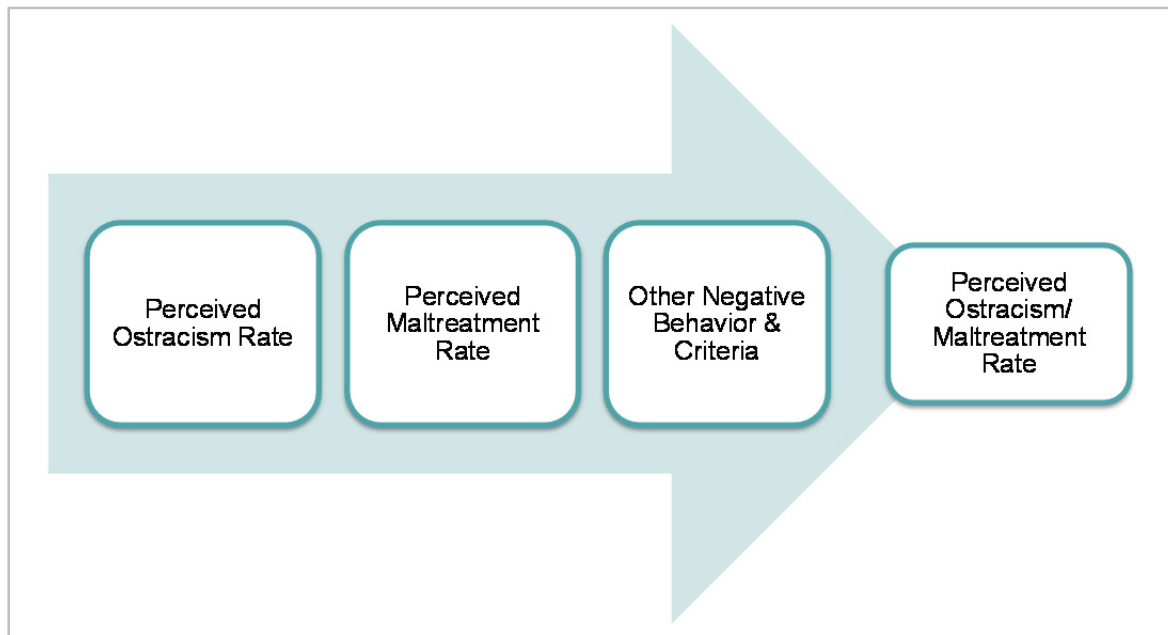 Perceived
Ostracism Rate
Perceived
Maltreatment
Rate
Other Negative
Behavior &
Criteria
Perceived
Ostracism/
Maltreatment
Rate